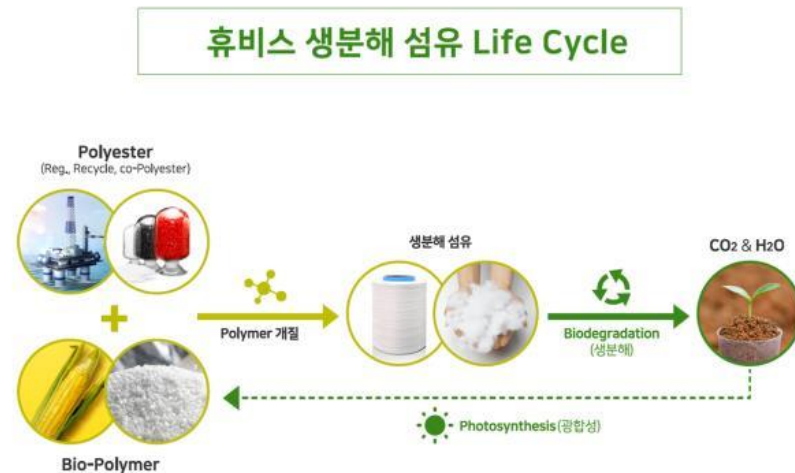 휴비스 생분해 섬유 Life Cycle
Polyester
(Reg., Recycle, co-Polyester)
생분해 섬유
CO₂ & H₂O
Polymer 개질
Biodegradation
(생분해)
Photosynthesis (광합성)
Bio-Polymer